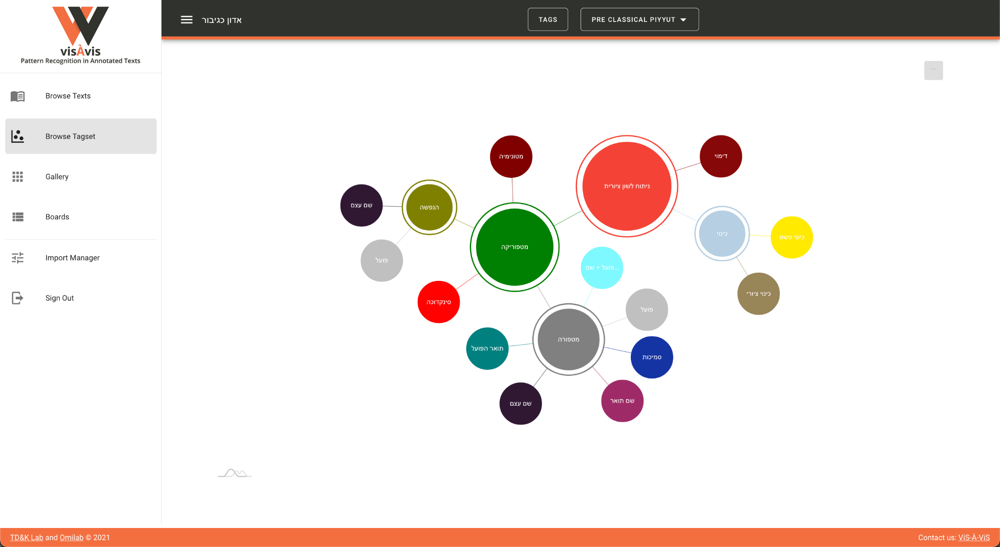 visÀvis
Pattern Recognition in Annotated Texts
אדון כגיבור
TAGS
PRE CLASSICAL PIYYUT
Browse Texts
Browse Tagset
Gallery
Boards
Import Manager
Sign Out
...
מטונימיה
ניתוח לשון ציורית
דימוי
שם עצם
הנפשה
מטפוריקה
כינוי
כיוני פשט
פועל
פועל + שם...
סינקדוכה
כינוי ציורי
פועל
תואר הפועל
מטפורה
סמיכות
שם עצם
שם תואר
TD&K Lab and Omilab © 2021
Contact us: ViS-À-ViS